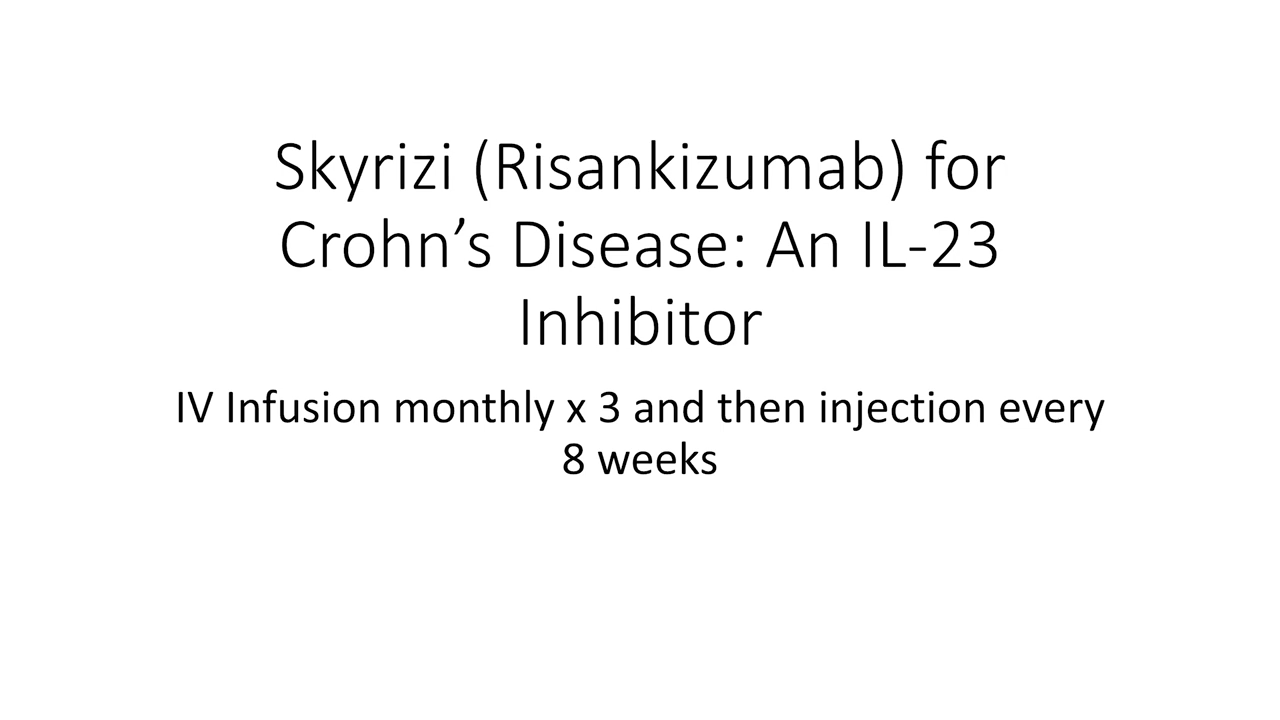 Skyrizi (Risankizumab) for
Crohn’s Disease: An IL-23
Inhibitor
IV Infusion monthly x 3 and then injection every
8 weeks